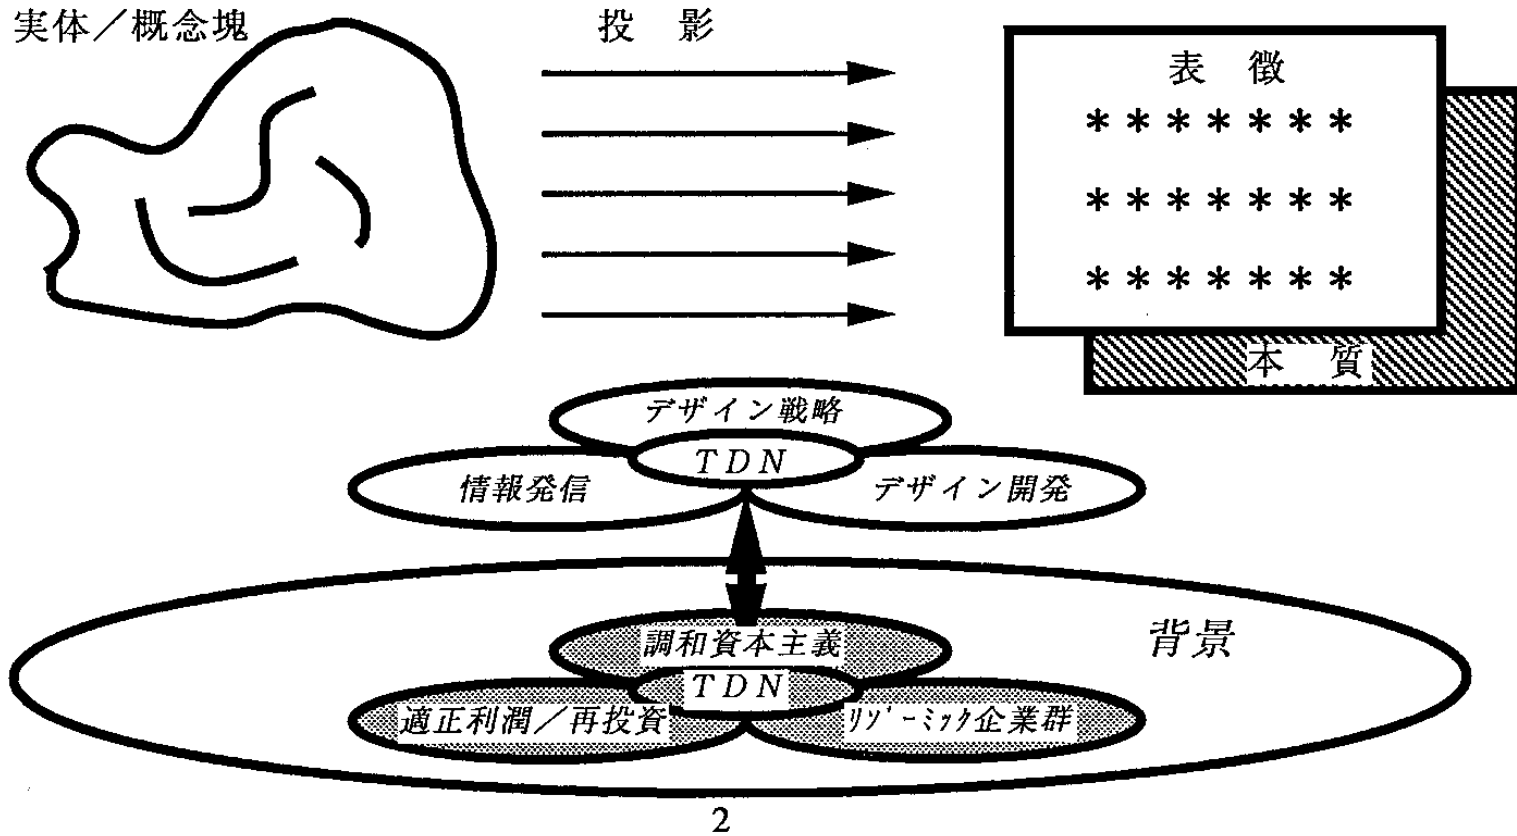 実体／概念塊
投 影
表 徴
*******
*******
*******
本 質
デザイン戦略
TDN
情報発信
デザイン開発
背景
調和資本主義
TDN
適正利潤／再投資
ﾘｿﾞｰﾐｯｸ企業群
2